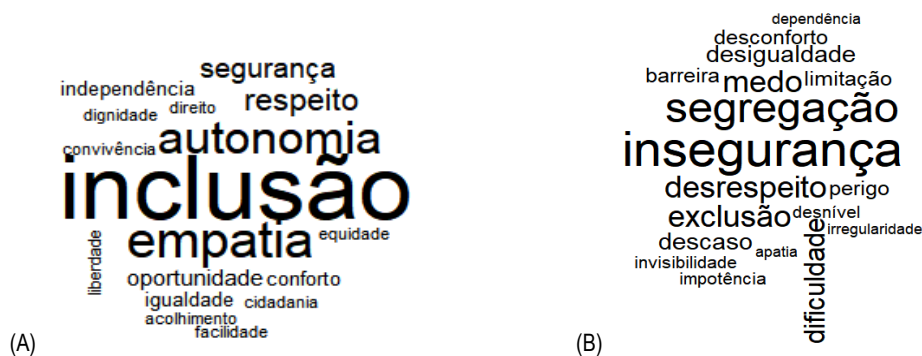 segurança
independência
respeito
direito
dignidade
autonomia
convivência
inclusão
empatia
equidade
liberdade
oportunidade conforto
igualdade cidadania
acolhimento
facilidade
(A)
dependência
desconforto
desigualdade
barreira medo limitação
segregação
insegurança
desrespeito perigo
exclusão desnível
irregularidade
descaso apatia
invisibilidade
impotência
dificuldade
(B)